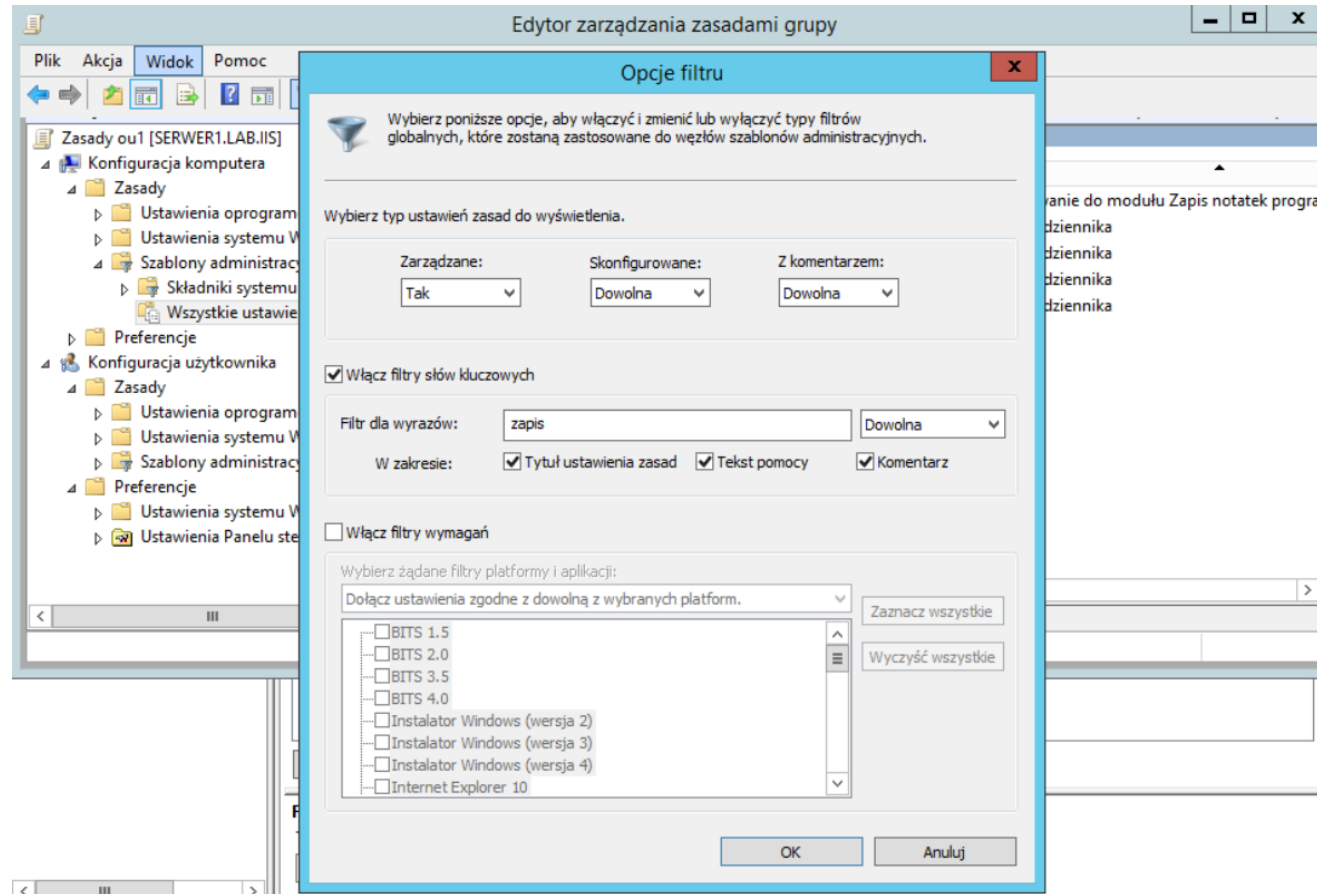 Edytor zarządzania zasadami grupy
Plik Akcja Widok Pomoc
Zasady ou1 [SERWER1.LAB.IIS]
Konfiguracja komputera
Zasady
Ustawienia oprogram
Ustawienia systemu W
Szablony administracy
Składniki systemu
Wszystkie ustawie
Preferencje
Konfiguracja użytkownika
Zasady
Ustawienia oprogram
Ustawienia systemu W
Szablony administracy
Preferencje
Ustawienia systemu W
Ustawienia Panelu ste
Opcje filtru
Wybierz poniższe opcje, aby włączyć i zmienić lub wyłączyć typy filtrów
globalnych, które zostaną zastosowane do węzłów szablonów administracyjnych.
Wybierz typ ustawień zasad do wyświetlenia.
Zarządzane: Skonfigurowane: Z komentarzem:
Tak Dowolna Dowolna
Włącz filtry słów kluczowych
Filtr dla wyrazów: zapis Dowolna
W zakresie: Tytuł ustawienia zasad Tekst pomocy Komentarz
Włącz filtry wymagań
Wybierz żądane filtry platformy i aplikacji:
Dołącz ustawienia zgodne z dowolną z wybranych platform.
Zaznacz wszystkie
Wyczyść wszystkie
BITS 1.5
BITS 2.0
BITS 3.5
BITS 4.0
Instalator Windows (wersja 2)
Instalator Windows (wersja 3)
Instalator Windows (wersja 4)
Internet Explorer 10
OK Anuluj
wanie do modułu Zapis notatek progra
dziennika
dziennika
dziennika
dziennika